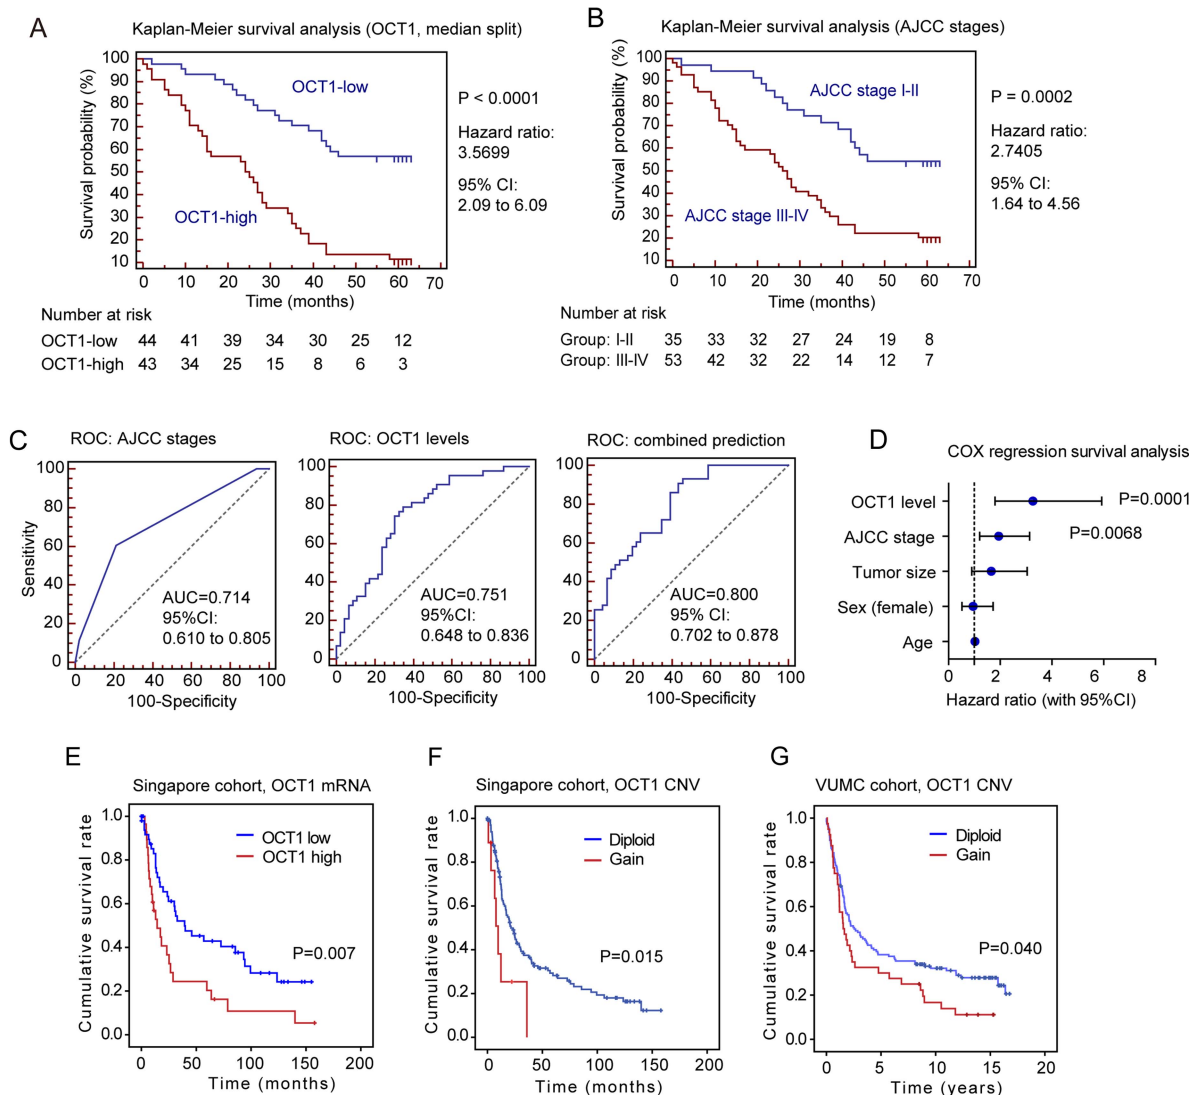 A
Kaplan-Meier survival analysis (OCT1, median split)
Survival probability (%)
100
90
80
70
60
50
40
30
20
10
OCT1-low
OCT1-high
P < 0.0001
Hazard ratio:
3.5699
95% CI:
2.09 to 6.09
0 10 20 30 40 50 60 70
Time (months)
Number at risk
OCT1-low 44 41 39 34 30 25 12
OCT1-high 43 34 25 15 8 6 3
B
Kaplan-Meier survival analysis (AJCC stages)
Survival probability (%)
100
90
80
70
60
50
40
30
20
10
AJCC stage I-II
AJCC stage III-IV
P = 0.0002
Hazard ratio:
2.7405
95% CI:
1.64 to 4.56
0 10 20 30 40 50 60 70
Time (months)
Number at risk
Group: I-II 35 33 32 27 24 19 8
Group: III-IV 53 42 32 22 14 12 7
C
ROC: AJCC stages
Sensitivity
100
80
60
40
20
0
AUC=0.714
95%CI:
0.610 to 0.805
0 20 40 60 80 100
100-Specificity
ROC: OCT1 levels
100
80
60
40
20
0
AUC=0.751
95%CI:
0.648 to 0.836
0 20 40 60 80 100
100-Specificity
ROC: combined prediction
100
80
60
40
20
0
AUC=0.800
95% CI:
0.702 to 0.878
0 20 40 60 80 100
100-Specificity
D
COX regression survival analysis
OCT1 level P=0.0001
AJCC stage P=0.0068
Tumor size
Sex (female)
Age
0 2 4 6 8
Hazard ratio (with 95%CI)
E
Singapore cohort, OCT1 mRNA
Cumulative survival rate
1.0
0.8
0.6
0.4
0.2
0.0
OCT1 low
OCT1 high
P=0.007
0 50 100 150 200
Time (months)
F
Singapore cohort, OCT1 CNV
Cumulative survival rate
1.0
0.8
0.6
0.4
0.2
0.0
Diploid
Gain
P=0.015
0 50 100 150 200
Time (months)
G
VUMC cohort, OCT1 CNV
Cumulative survival rate
1.0
0.8
0.6
0.4
0.2
0.0
Diploid
Gain
P=0.040
0 5 10 15 20
Time (years)